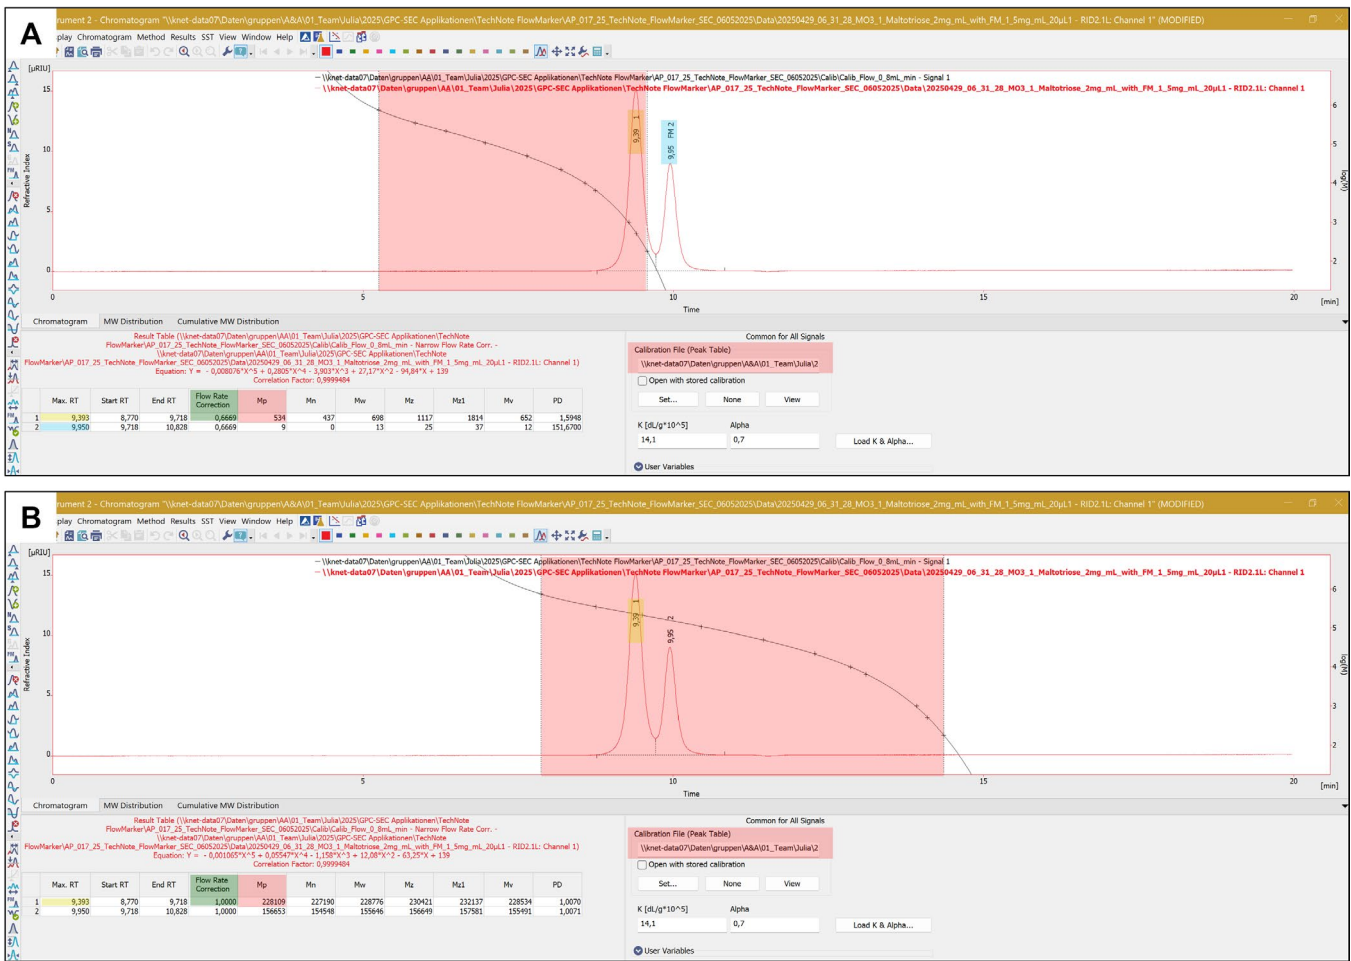 A
rument 2 - Chromatogram "\\knet-data07\Daten\gruppen\A&A\01_Team\Julia\2025\GPC-SEC Applikationen\TechNote FlowMarker\AP_017_25_TechNote_FlowMarker_SEC_06052025\Data\20250429_06_31_28_MO3_1_Maltotriose_2mg_mL_with_FM_1_5mg_mL_20µL1 - RID2.1L: Channel 1" (MODIFIED)
play Chromatogram Method Results SST View Window Help
[µRIU]
— \\knet-data07\Daten\gruppen\AA\01_Team\Julia\2025\GPC-SEC Applikationen\TechNote FlowMarker\AP_017_25_TechNote_FlowMarker_SEC_06052025\Calib\Calib_Flow_0_8mL_min - Signal 1
— \\knet-data07\Daten\gruppen\AA\01_Team\Julia\2025\GPC-SEC Applikationen\TechNote FlowMarker\AP_017_25_TechNote_FlowMarker_SEC_06052025\Data\20250429_06_31_28_MO3_1_Maltotriose_2mg_mL_with_FM_1_5mg_mL_20µL1 - RID2.1L: Channel 1
15
10
5
0
Refractive Index
9,39 1
9,95 FM 2
6
5
4
3
2
log(M)
0 5 10 15 20
[min]
Time
Chromatogram MW Distribution Cumulative MW Distribution
Result Table (\\knet-data07\Daten\gruppen\AA\01_Team\Julia\2025\GPC-SEC Applikationen\TechNote
FlowMarker\AP_017_25_TechNote_FlowMarker_SEC_06052025\Calib\Calib_Flow_0_8mL_min - Narrow Flow Rate Corr. -
\\knet-data07\Daten\gruppen\AA\01_Team\Julia\2025\GPC-SEC Applikationen\TechNote
FlowMarker\AP_017_25_TechNote_FlowMarker_SEC_06052025\Data\20250429_06_31_28_MO3_1_Maltotriose_2mg_mL_with_FM_1_5mg_mL_20µL1 - RID2.1L: Channel 1)
Equation: Y = - 0,008076*X^5 + 0,2805*X^4 - 3,903*X^3 + 27,17*X^2 - 94,84*X + 139
Correlation Factor: 0,9999484
Max. RT Start RT End RT Flow Rate Correction Mp Mn Mw Mz Mz1 Mv PD
1 9,393 8,770 9,718 0,6669 534 437 698 1117 1814 652 1,5948
2 9,950 9,718 10,828 0,6669 9 0 13 25 37 12 151,6700
Common for All Signals
Calibration File (Peak Table)
\\knet-data07\Daten\gruppen\A&A\01_Team\Julia\2
Open with stored calibration
Set... None View
K [dL/g*10^5] Alpha
14,1 0,7 Load K & Alpha...
User Variables
B
rument 2 - Chromatogram "\\knet-data07\Daten\gruppen\A&A\01_Team\Julia\2025\GPC-SEC Applikationen\TechNote FlowMarker\AP_017_25_TechNote_FlowMarker_SEC_06052025\Data\20250429_06_31_28_MO3_1_Maltotriose_2mg_mL_with_FM_1_5mg_mL_20µL1 - RID2.1L: Channel 1" (MODIFIED)
play Chromatogram Method Results SST View Window Help
[µRIU]
— \\knet-data07\Daten\gruppen\AA\01_Team\Julia\2025\GPC-SEC Applikationen\TechNote FlowMarker\AP_017_25_TechNote_FlowMarker_SEC_06052025\Calib\Calib_Flow_0_8mL_min - Signal 1
— \\knet-data07\Daten\gruppen\AA\01_Team\Julia\2025\GPC-SEC Applikationen\TechNote FlowMarker\AP_017_25_TechNote_FlowMarker_SEC_06052025\Data\20250429_06_31_28_MO3_1_Maltotriose_2mg_mL_with_FM_1_5mg_mL_20µL1 - RID2.1L: Channel 1
15
10
5
0
Refractive Index
9,39 1
9,95 2
6
5
4
3
2
log(M)
0 5 10 15 20
[min]
Time
Chromatogram MW Distribution Cumulative MW Distribution
Result Table (\\knet-data07\Daten\gruppen\AA\01_Team\Julia\2025\GPC-SEC Applikationen\TechNote
FlowMarker\AP_017_25_TechNote_FlowMarker_SEC_06052025\Calib\Calib_Flow_0_8mL_min - Narrow Flow Rate Corr. -
\\knet-data07\Daten\gruppen\AA\01_Team\Julia\2025\GPC-SEC Applikationen\TechNote
FlowMarker\AP_017_25_TechNote_FlowMarker_SEC_06052025\Data\20250429_06_31_28_MO3_1_Maltotriose_2mg_mL_with_FM_1_5mg_mL_20µL1 - RID2.1L: Channel 1)
Equation: Y = - 0,001065*X^5 + 0,05547*X^4 - 1,158*X^3 + 12,08*X^2 - 63,25*X + 139
Correlation Factor: 0,9999484
Max. RT Start RT End RT Flow Rate Correction Mp Mn Mw Mz Mz1 Mv PD
1 9,393 8,770 9,718 1,0000 228109 227190 228776 230421 232137 228534 1,0070
2 9,950 9,718 10,828 1,0000 156653 154548 155646 156649 157581 155491 1,0071
Common for All Signals
Calibration File (Peak Table)
\\knet-data07\Daten\gruppen\A&A\01_Team\Julia\2
Open with stored calibration
Set... None View
K [dL/g*10^5] Alpha
14,1 0,7 Load K & Alpha...
User Variables